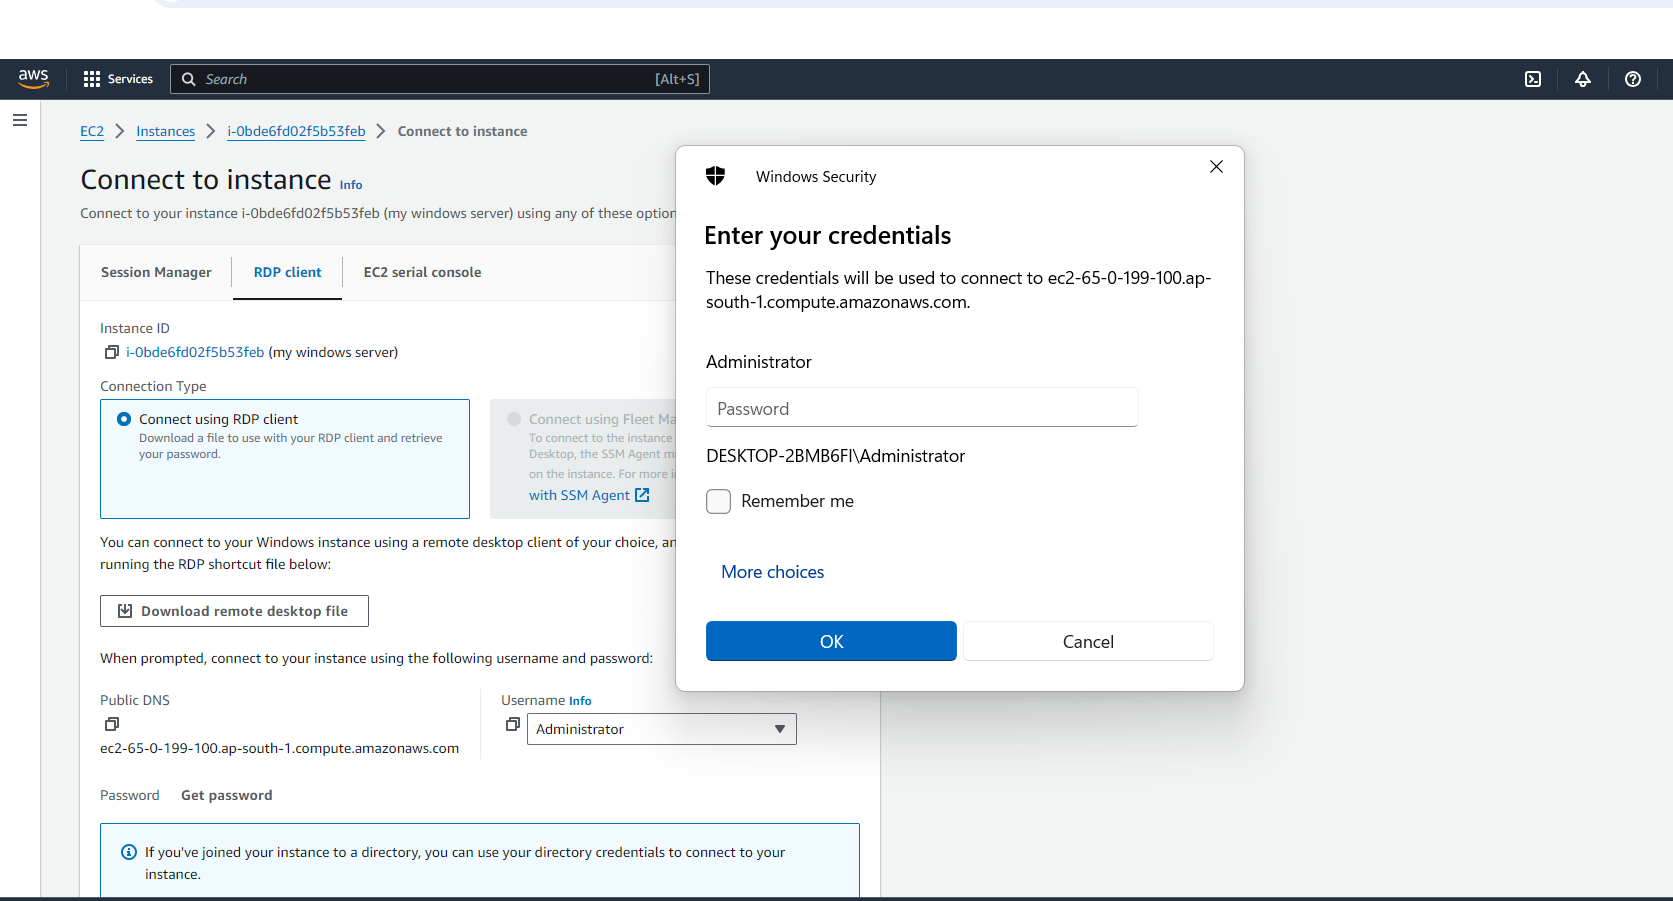 aws
Services
Search
[Alt+S]
EC2 > Instances > i-0bde6fd02f5b53feb > Connect to instance
Connect to instance Info
Connect to your instance i-0bde6fd02f5b53feb (my windows server) using any of these option
Session Manager
RDP client
EC2 serial console
Instance ID
i-0bde6fd02f5b53feb (my windows server)
Connection Type
Connect using RDP client
Download a file to use with your RDP client and retrieve
your password.
Connect using Fleet Ma
To connect to the instance
Desktop, the SSM Agent m
on the instance. For more i
with SSM Agent
You can connect to your Windows instance using a remote desktop client of your choice, an
running the RDP shortcut file below:
Download remote desktop file
When prompted, connect to your instance using the following username and password:
Public DNS
ec2-65-0-199-100.ap-south-1.compute.amazonaws.com
Username Info
Administrator
Password
Get password
If you've joined your instance to a directory, you can use your directory credentials to connect to your
instance.
Windows Security
Enter your credentials
These credentials will be used to connect to ec2-65-0-199-100.ap-
south-1.compute.amazonaws.com.
Administrator
Password
DESKTOP-2BMB6FI\Administrator
Remember me
More choices
OK
Cancel